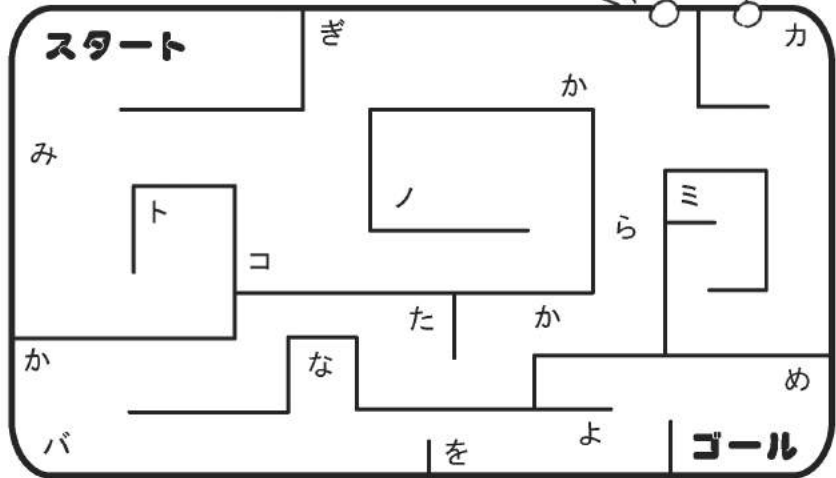 スタート
ぎ
カ
か
み
ト
ノ
ミ
ら
コ
た
か
か
な
め
バ
を
よ
ゴール